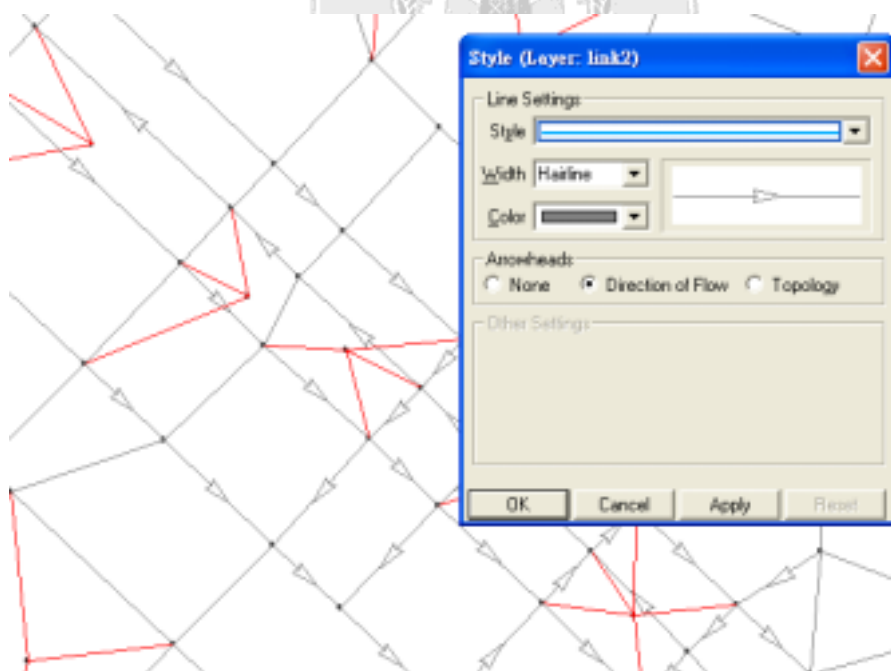 Style (Layer: link2)
Line Settings
Style
Width Hairline
Color
Arrowheads
None Direction of Flow Topology
Other Settings
OK Cancel Apply Reset